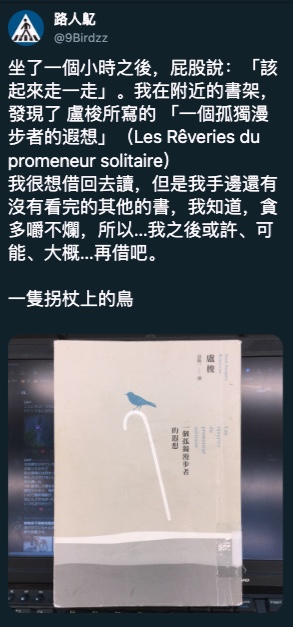 路人髶
@9Birdzz
坐了一個小時之後，屁股說：「該
起來走一走」。我在附近的書架，
發現了 盧梭所寫的 「一個孤獨漫
步者的遐想」（Les Rêveries du
promeneur solitaire）
我很想借回去讀，但是我手邊還有
沒有看完的其他的書，我知道，貪
多嚼不爛，所以...我之後或許、可
能、大概...再借吧。
一隻拐杖上的鳥
盧梭
一個孤獨漫步者
的遐想